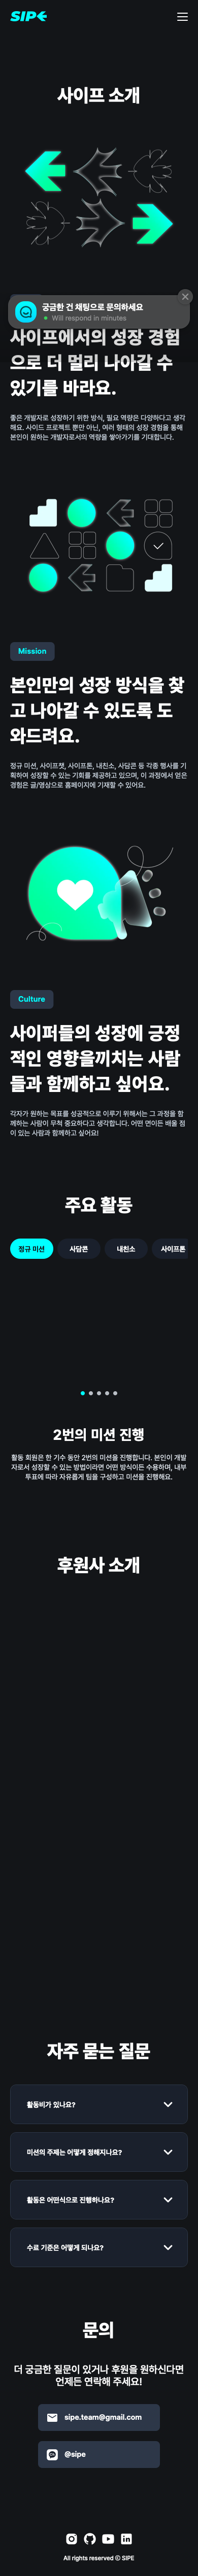 SIPE
사이프 소개
궁금한 건 채팅으로 문의하세요
Will respond in minutes
사이프에서의 성장 경험
으로 더 멀리 나아갈 수
있기를 바라요.
좋은 개발자로 성장하기 위한 방식, 필요 역량은 다양하다고 생각
해요. 사이드 프로젝트 뿐만 아닌, 여러 형태의 성장 경험을 통해
본인이 원하는 개발자로서의 역량을 쌓아가기를 기대합니다.
Mission
본인만의 성장 방식을 찾
고 나아갈 수 있도록 도
와드려요.
정규 미션, 사이프챗, 사이프톤, 내친소, 사담콘 등 각종 행사를 기
획하여 성장할 수 있는 기회를 제공하고 있으며, 이 과정에서 얻은
경험은 글/영상으로 홈페이지에 기재할 수 있어요.
Culture
사이퍼들의 성장에 긍정
적인 영향을끼치는 사람
들과 함께하고 싶어요.
각자가 원하는 목표를 성공적으로 이루기 위해서는 그 과정을 함
께하는 사람이 무척 중요하다고 생각합니다. 어떤 면이든 배울 점
이 있는 사람과 함께하고 싶어요!
주요 활동
정규 미션 사담콘 내친소 사이프톤
2번의 미션 진행
활동 회원은 한 기수 동안 2번의 미션을 진행합니다. 본인이 개발
자로서 성장할 수 있는 방법이라면 어떤 방식이든 수용하며, 내부
투표에 따라 자유롭게 팀을 구성하고 미션을 진행해요.
후원사 소개
자주 묻는 질문
활동비가 있나요?
미션의 주제는 어떻게 정해지나요?
활동은 어떤식으로 진행하나요?
수료 기준은 어떻게 되나요?
문의
더 궁금한 질문이 있거나 후원을 원하신다면
언제든 연락해 주세요!
sipe.team@gmail.com
@sipe
All rights reserved ⓒ SIPE